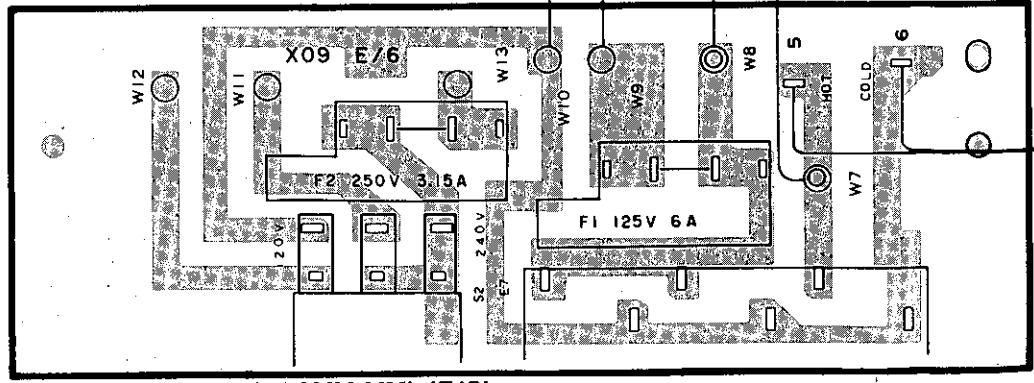 X09 E/6
W12
W11
W13
W10
W9
W8
5
HOT
COLD
6
W7
F2 250V 3.15A
F1 125V 6A
240V
S2
E7